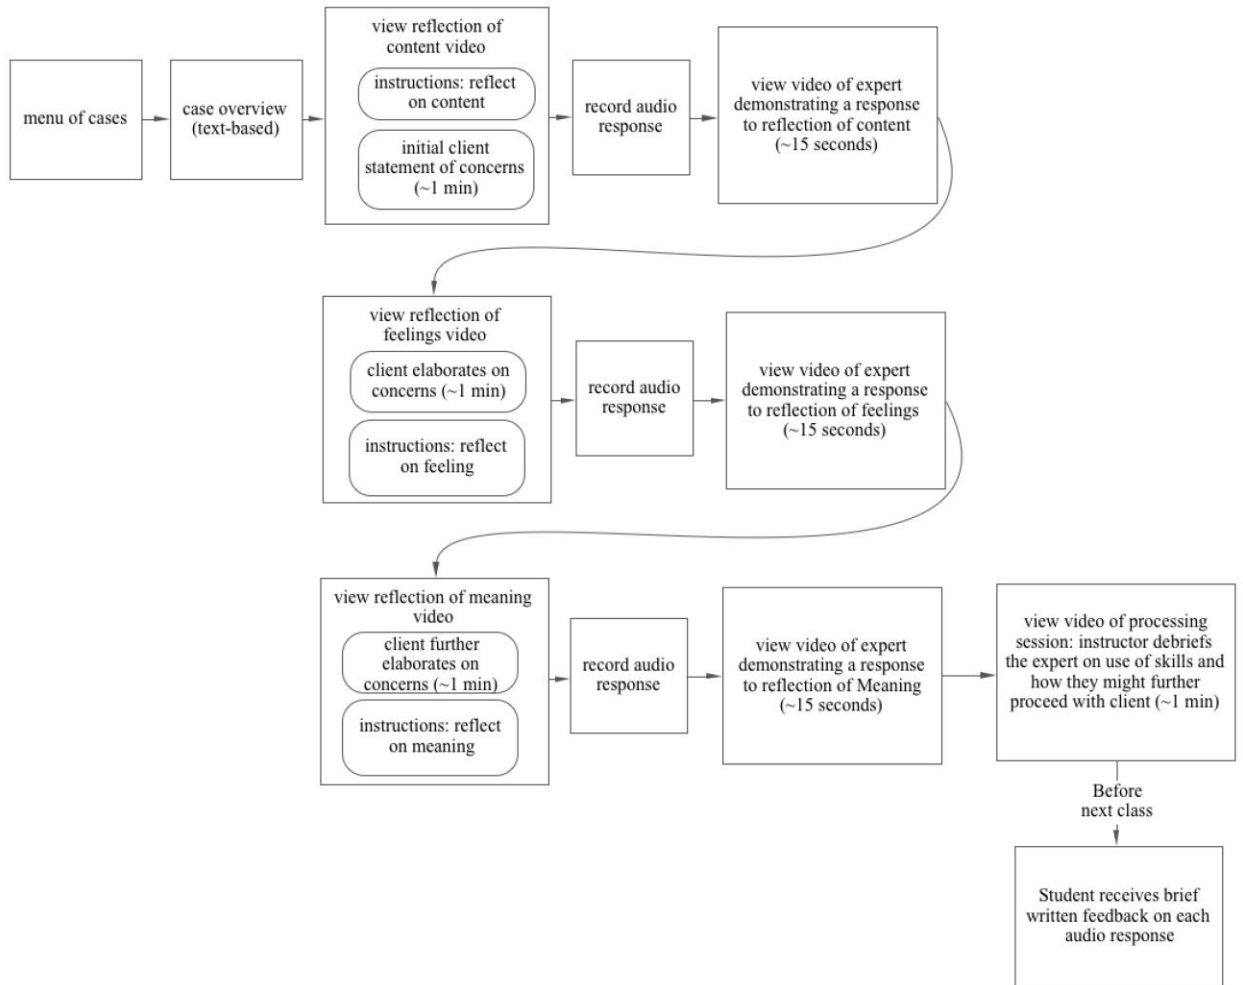 menu of cases
case overview
(text-based)
view reflection of
content video
instructions: reflect
on content
initial client
statement of concerns
(~1 min)
record audio
response
view video of expert
demonstrating a response
to reflection of content
(~15 seconds)
view reflection of
feelings video
client elaborates on
concerns (~1 min)
instructions: reflect
on feeling
record audio
response
view video of expert
demonstrating a response
to reflection of feelings
(~15 seconds)
view reflection of meaning
video
client further
elaborates on
concerns (~1 min)
instructions: reflect
on meaning
record audio
response
view video of expert
demonstrating a response
to reflection of Meaning
(~15 seconds)
view video of processing
session: instructor debriefs
the expert on use of skills and
how they might further
proceed with client (~1 min)
Before
next class
Student receives brief
written feedback on each
audio response